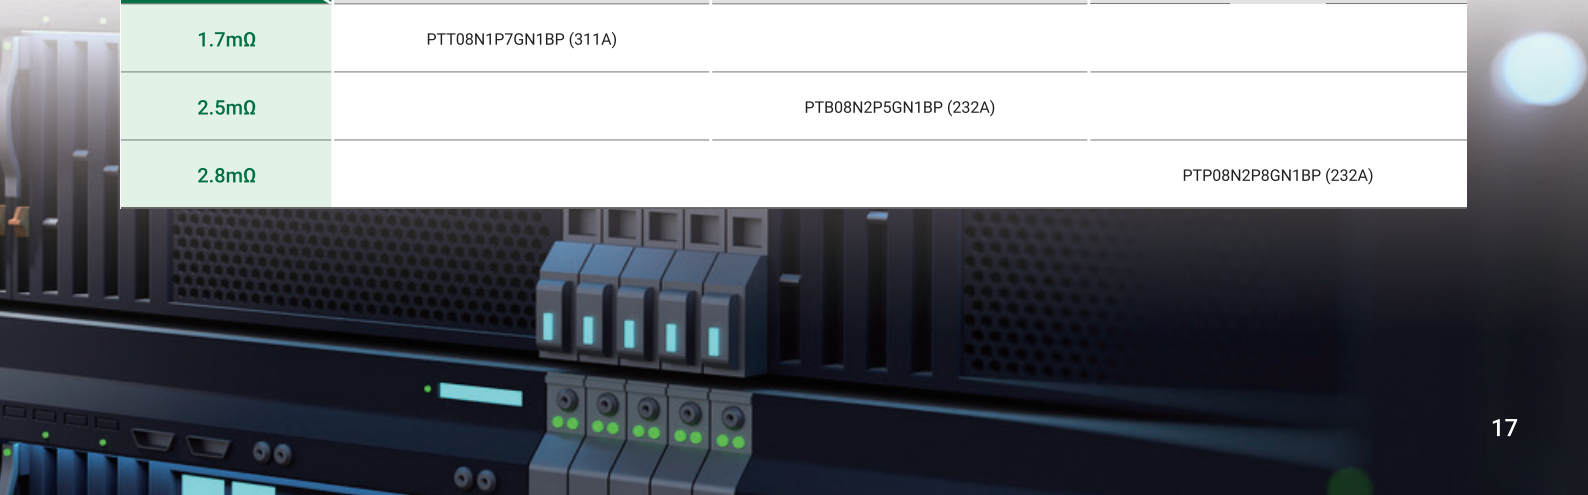 1.7mΩ PTT08N1P7GN1BP (311A)
2.5mΩ PTB08N2P5GN1BP (232A)
2.8mΩ PTP08N2P8GN1BP (232A)
17